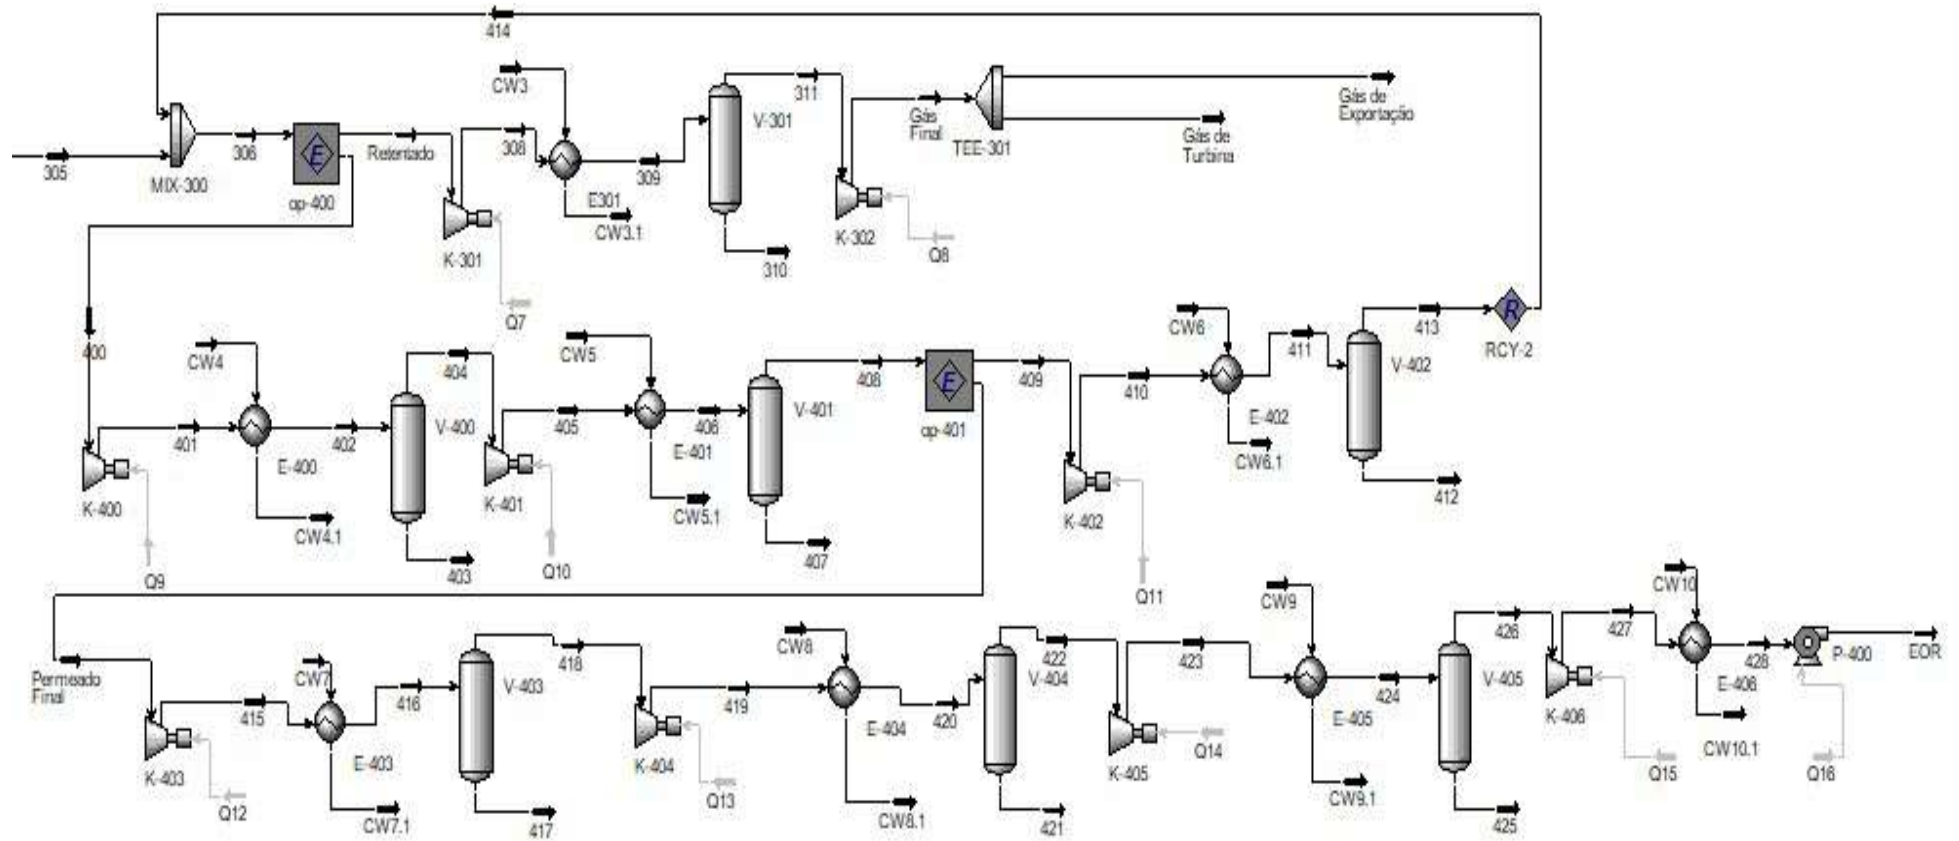 414
CW3
311
V-301
Gás
Final
Gás de
Exportação
TEE-301
Gás de
Turbina
305
MIX-300
306
E
op-400
Retentado
308
309
E301
CW3.1
K-301
K-302
Q8
310
Q7
400
CW4
404
CW5
408
E
409
CW6
411
413
R
RCY-2
V-402
410
401
E-400
402
V-400
405
E-401
406
V-401
op-401
E-402
CW6.1
K-400
CW4.1
K-401
CW5.1
K-402
412
403
407
Q9
Q10
Q11
Permeado
Final
CW7
418
CW8
422
423
CW9
426
427
CW10
428
P-400
EOR
415
416
V-403
419
420
V-404
424
V-405
E-406
K-403
E-403
K-404
E-404
K-405
E-405
K-406
CW10.1
Q12
CW7.1
417
Q13
CW8.1
421
Q14
CW9.1
425
Q15
Q16